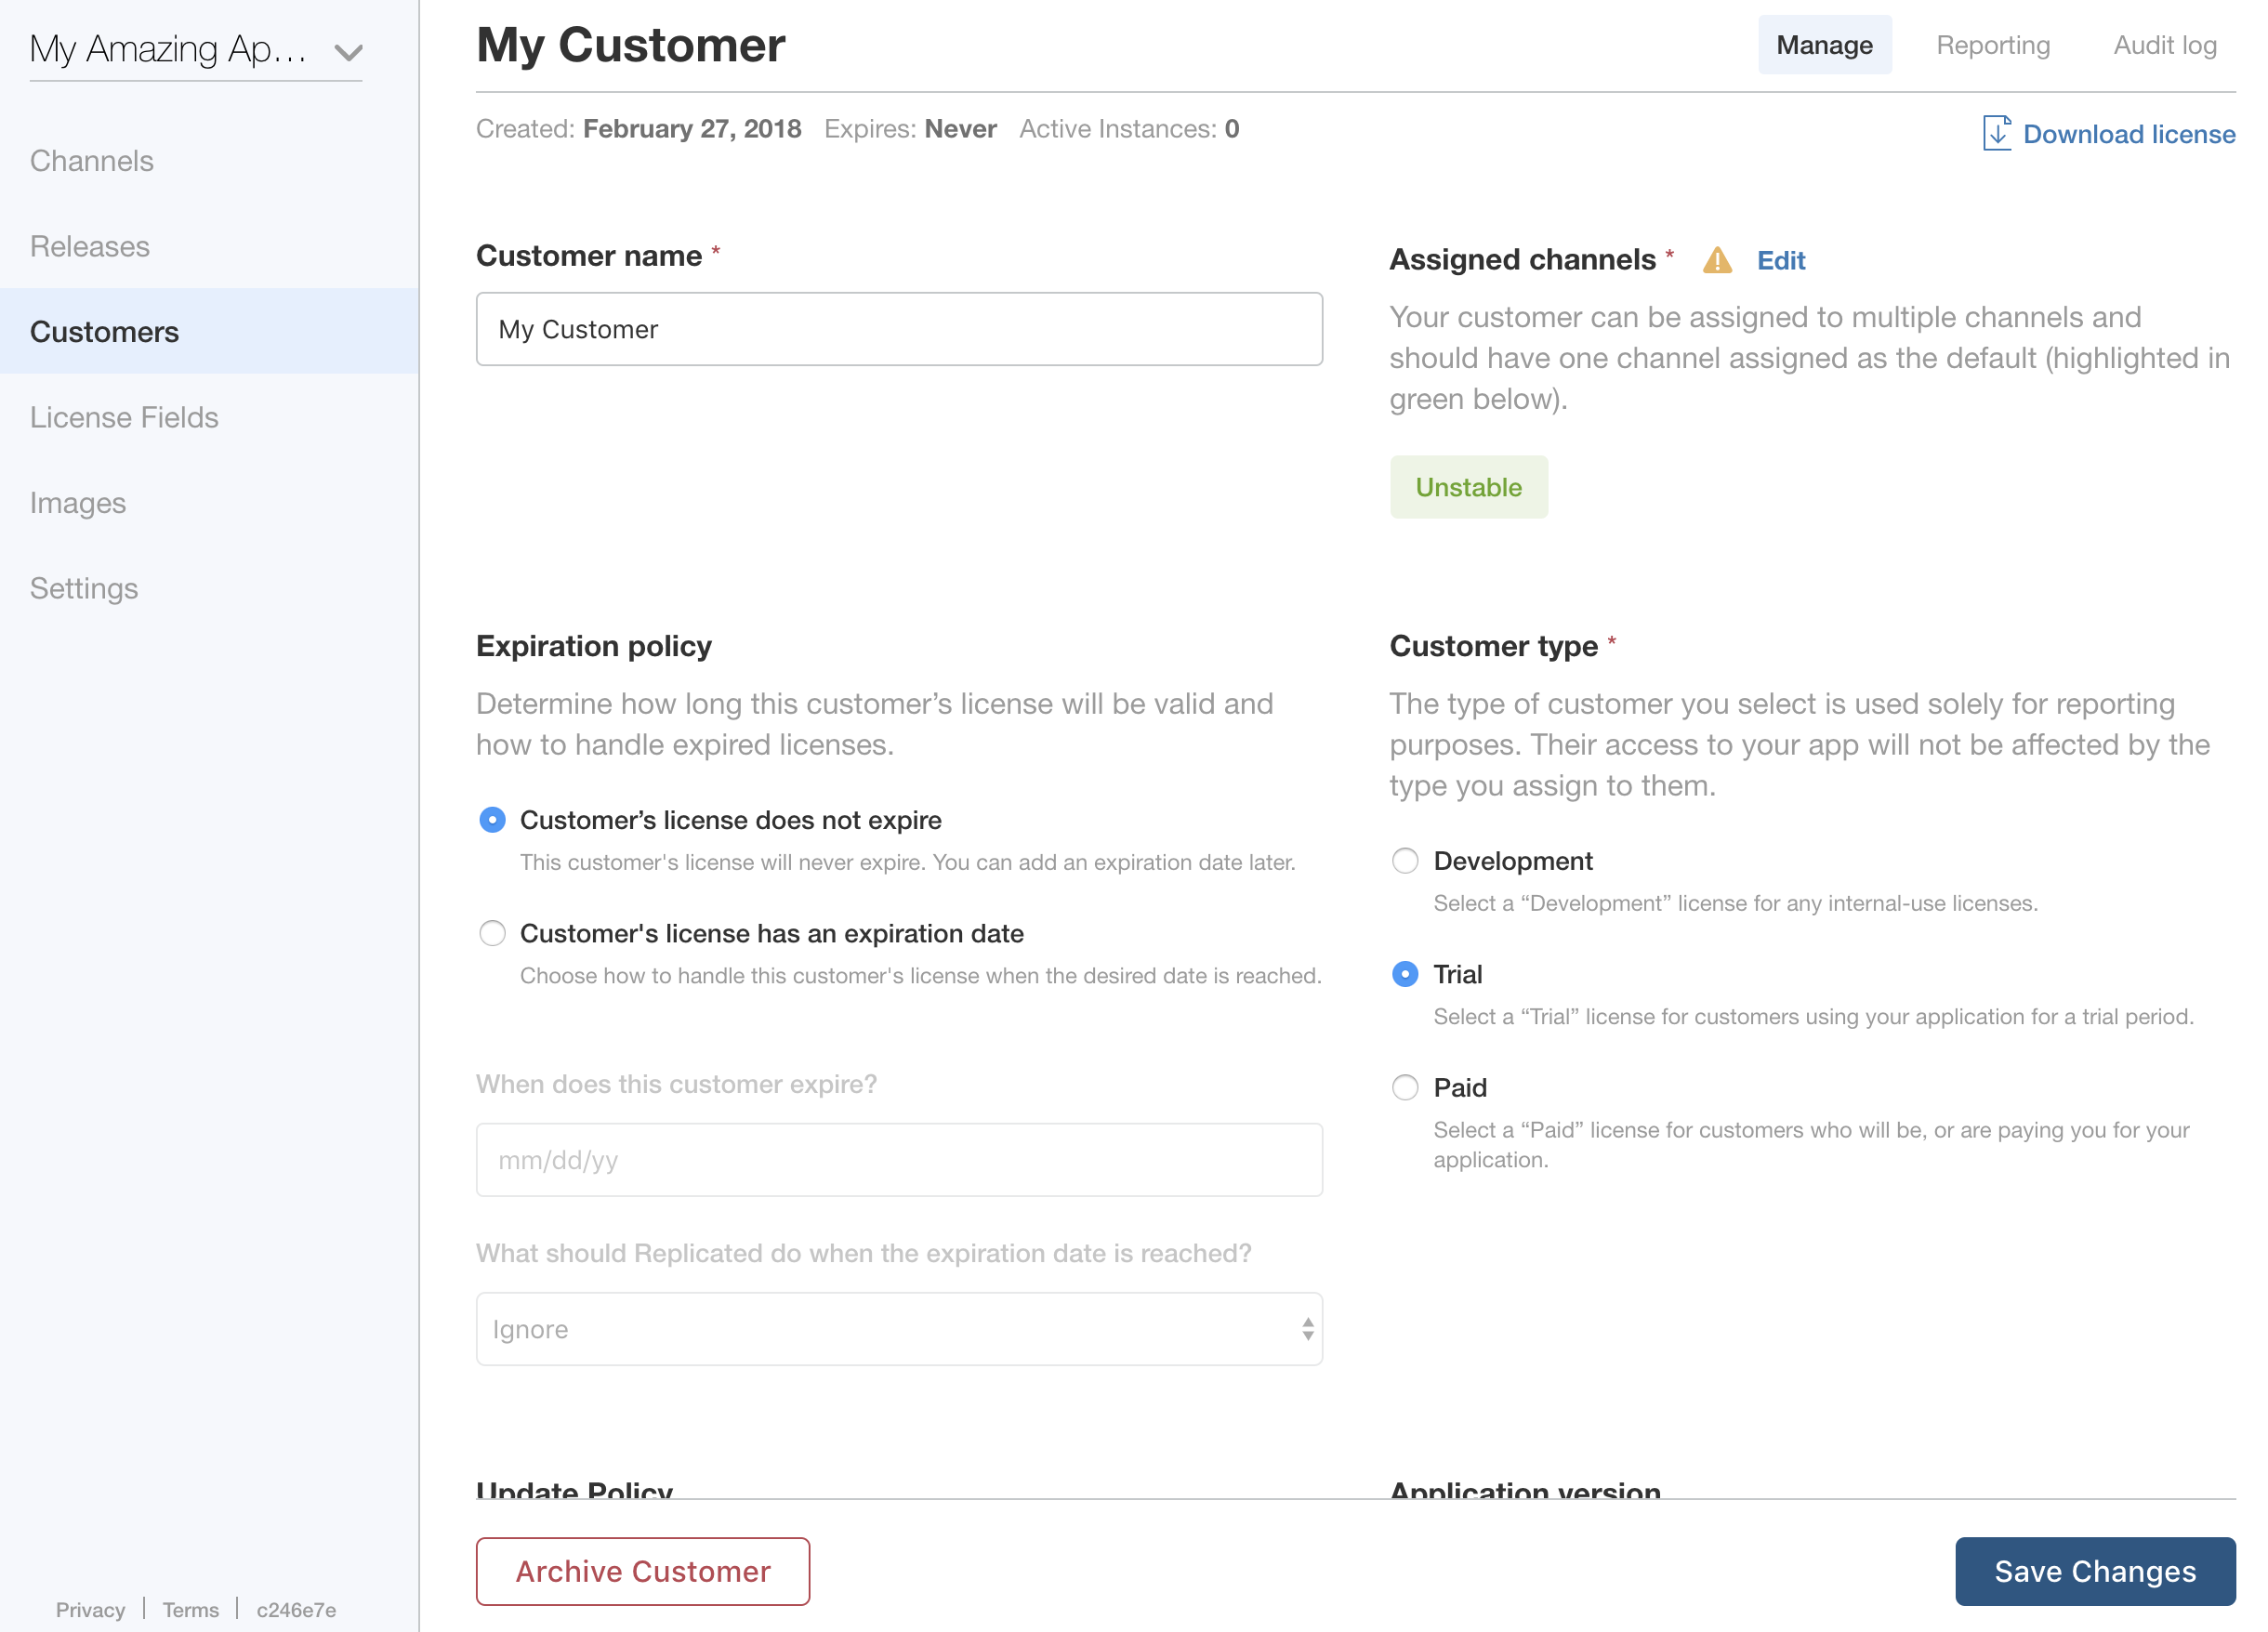 My Amazing Ap...
Channels
Releases
Customers
License Fields
Images
Settings
Privacy | Terms | c246e7e
My Customer
Manage
Reporting
Audit log
Created: February 27, 2018 Expires: Never Active Instances: 0
Download license
Customer name *
My Customer
Assigned channels * Edit
Your customer can be assigned to multiple channels and
should have one channel assigned as the default (highlighted in
green below).
Unstable
Expiration policy
Determine how long this customer’s license will be valid and
how to handle expired licenses.
Customer’s license does not expire
This customer's license will never expire. You can add an expiration date later.
Customer's license has an expiration date
Choose how to handle this customer's license when the desired date is reached.
When does this customer expire?
mm/dd/yy
What should Replicated do when the expiration date is reached?
Ignore
Customer type *
The type of customer you select is used solely for reporting
purposes. Their access to your app will not be affected by the
type you assign to them.
Development
Select a “Development” license for any internal-use licenses.
Trial
Select a “Trial” license for customers using your application for a trial period.
Paid
Select a “Paid” license for customers who will be, or are paying you for your
application.
Update Policy
Application version
Archive Customer
Save Changes